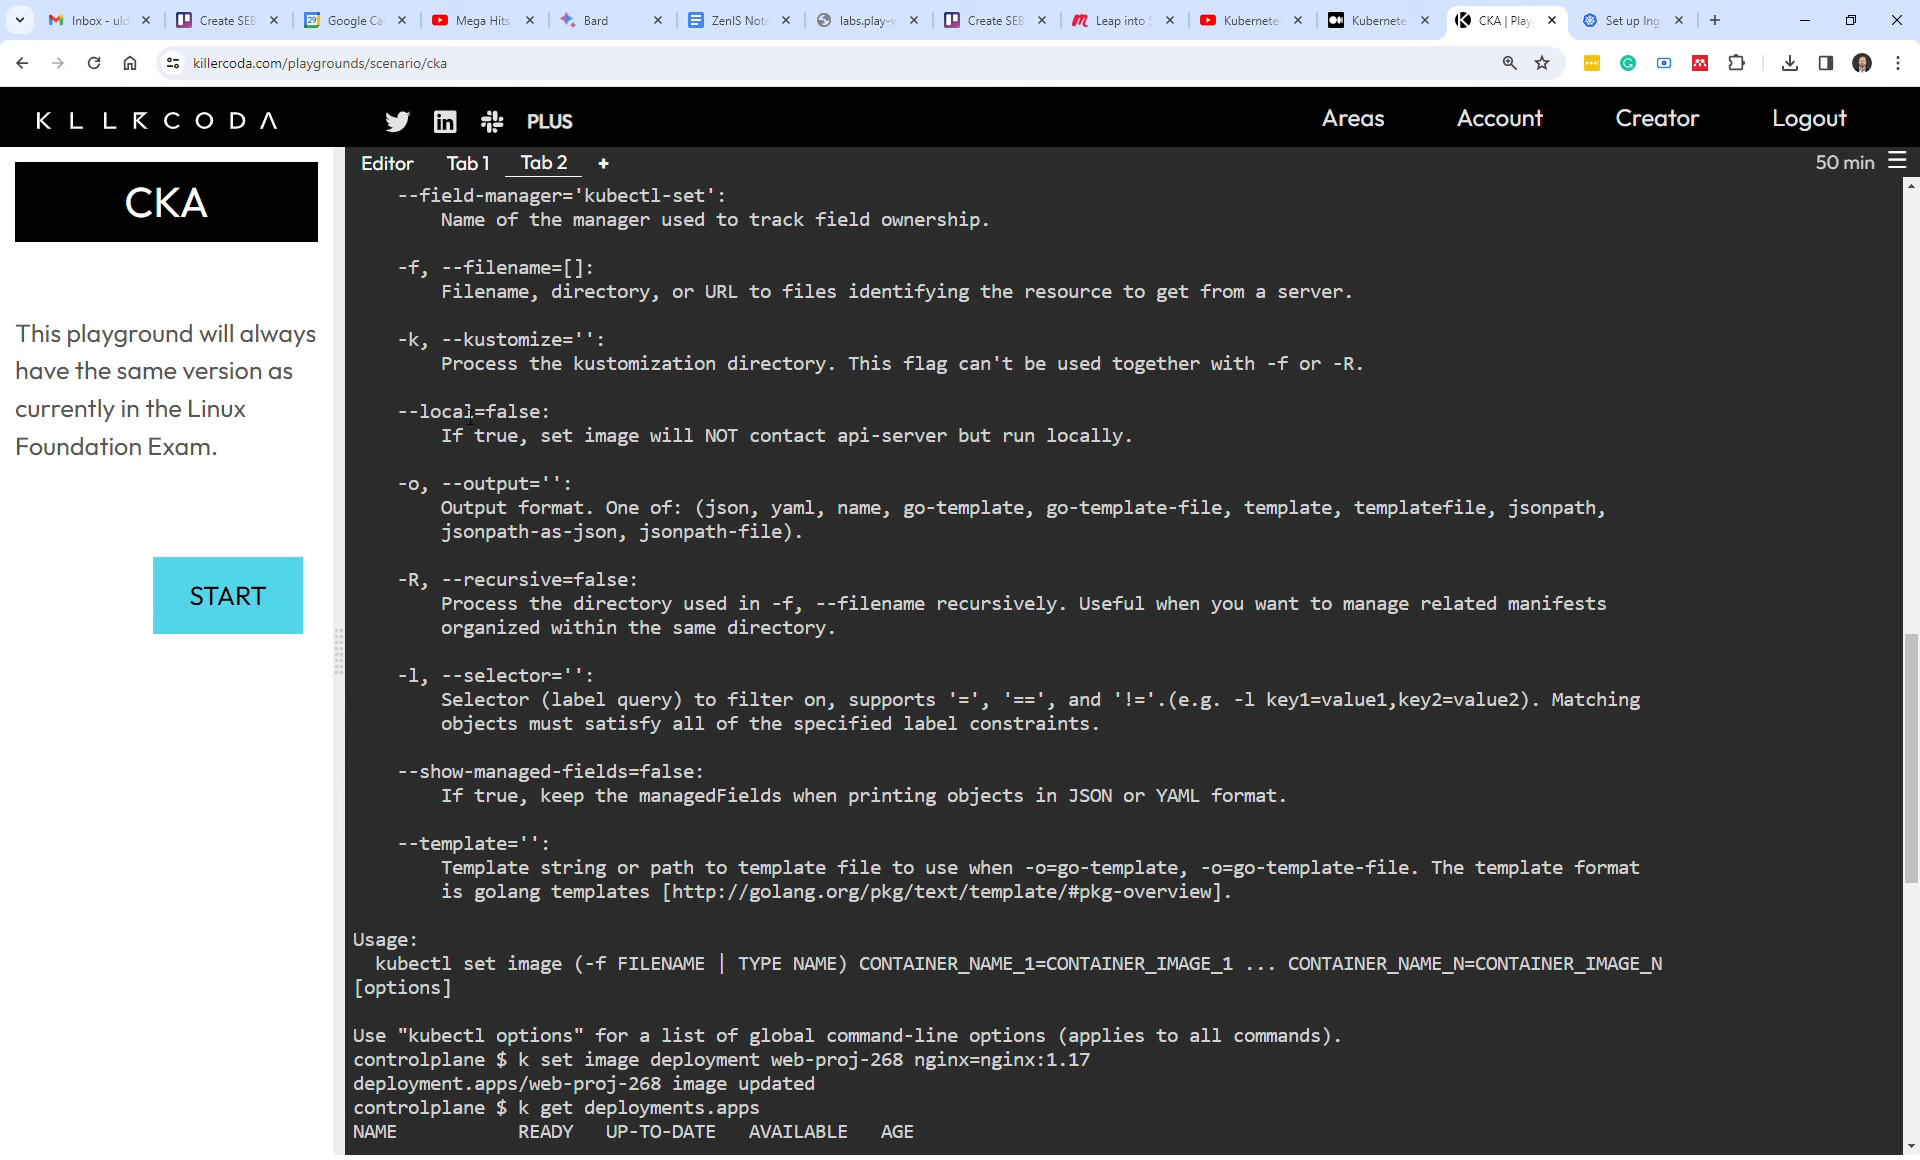 Inbox - uld
Create SEB
Google Ca
Mega Hits
Bard
ZenIS Note
labs.play-w
Create SEB
Leap into S
Kubernete
Kubernete
CKA | Play
Set up Ing
killercoda.com/playgrounds/scenario/cka
KLLRCODA
PLUS
Areas
Account
Creator
Logout
CKA
This playground will always
have the same version as
currently in the Linux
Foundation Exam.
START
Editor
Tab 1
Tab 2
+
50 min
--field-manager='kubectl-set':
Name of the manager used to track field ownership.
-f, --filename=[]:
Filename, directory, or URL to files identifying the resource to get from a server.
-k, --kustomize='':
Process the kustomization directory. This flag can't be used together with -f or -R.
--local=false:
If true, set image will NOT contact api-server but run locally.
-o, --output='':
Output format. One of: (json, yaml, name, go-template, go-template-file, template, templatefile, jsonpath,
jsonpath-as-json, jsonpath-file).
-R, --recursive=false:
Process the directory used in -f, --filename recursively. Useful when you want to manage related manifests
organized within the same directory.
-l, --selector='':
Selector (label query) to filter on, supports '=', '==', and '!='.(e.g. -l key1=value1,key2=value2). Matching
objects must satisfy all of the specified label constraints.
--show-managed-fields=false:
If true, keep the managedFields when printing objects in JSON or YAML format.
--template='':
Template string or path to template file to use when -o=go-template, -o=go-template-file. The template format
is golang templates [http://golang.org/pkg/text/template/#pkg-overview].
Usage:
kubectl set image (-f FILENAME | TYPE NAME) CONTAINER_NAME_1=CONTAINER_IMAGE_1 ... CONTAINER_NAME_N=CONTAINER_IMAGE_N
[options]
Use "kubectl options" for a list of global command-line options (applies to all commands).
controlplane $ k set image deployment web-proj-268 nginx=nginx:1.17
deployment.apps/web-proj-268 image updated
controlplane $ k get deployments.apps
NAME READY UP-TO-DATE AVAILABLE AGE